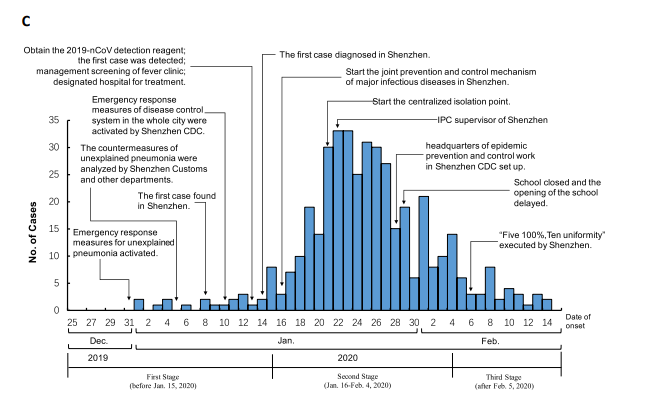 C
Obtain the 2019-nCoV detection reagent;
the first case was detected;
management screening of fever clinic;
designated hospital for treatment.
The first case diagnosed in Shenzhen.
Start the joint prevention and control mechanism
of major infectious diseases in Shenzhen.
Emergency response
measures of disease control
system in the whole city were
activated by Shenzhen CDC.
Start the centralized isolation point.
IPC supervisor of Shenzhen
The countermeasures of
unexplained pneumonia were
analyzed by Shenzhen Customs
and other departments.
headquarters of epidemic
prevention and control work
in Shenzhen CDC set up.
The first case found
in Shenzhen.
School closed and the
opening of the school
delayed.
Emergency response
measures for unexplained
pneumonia activated.
“Five 100%,Ten uniformity”
executed by Shenzhen.
No. of Cases
35
30
25
20
15
10
5
0
25 27 29 31 2 4 6 8 10 12 14 16 18 20 22 24 26 28 30 2 4 6 8 10 12 14
Date of
onset
Dec. Jan. Feb.
2019 2020
First Stage
(before Jan. 15, 2020)
Second Stage
(Jan. 16-Feb. 4, 2020)
Third Stage
(after Feb. 5, 2020)